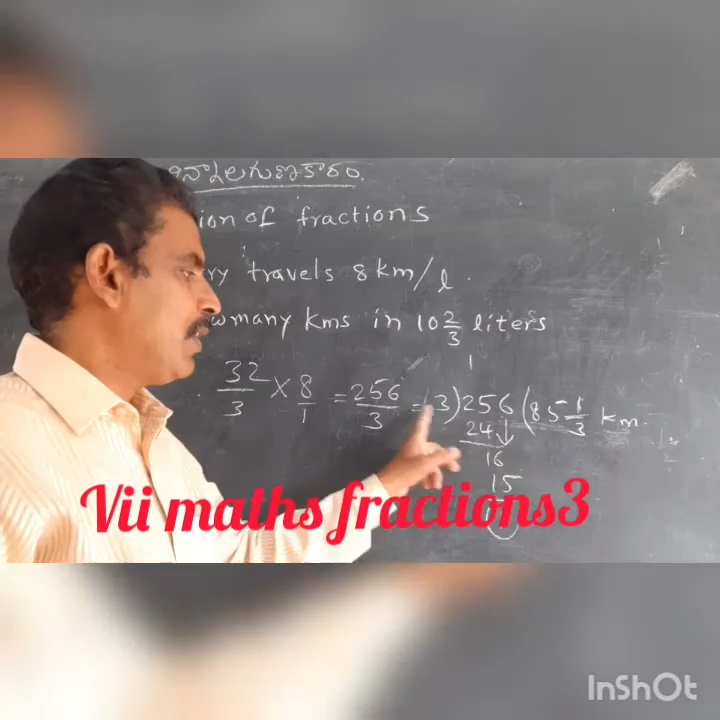 ion of fractions
ry travels 8 km/l.
w many kms in 10 2/3 liters
32/3 × 8/1 = 256/3 = 3)256(85 1/3 km.
24
16
15
Vii maths fractions3
InShOt